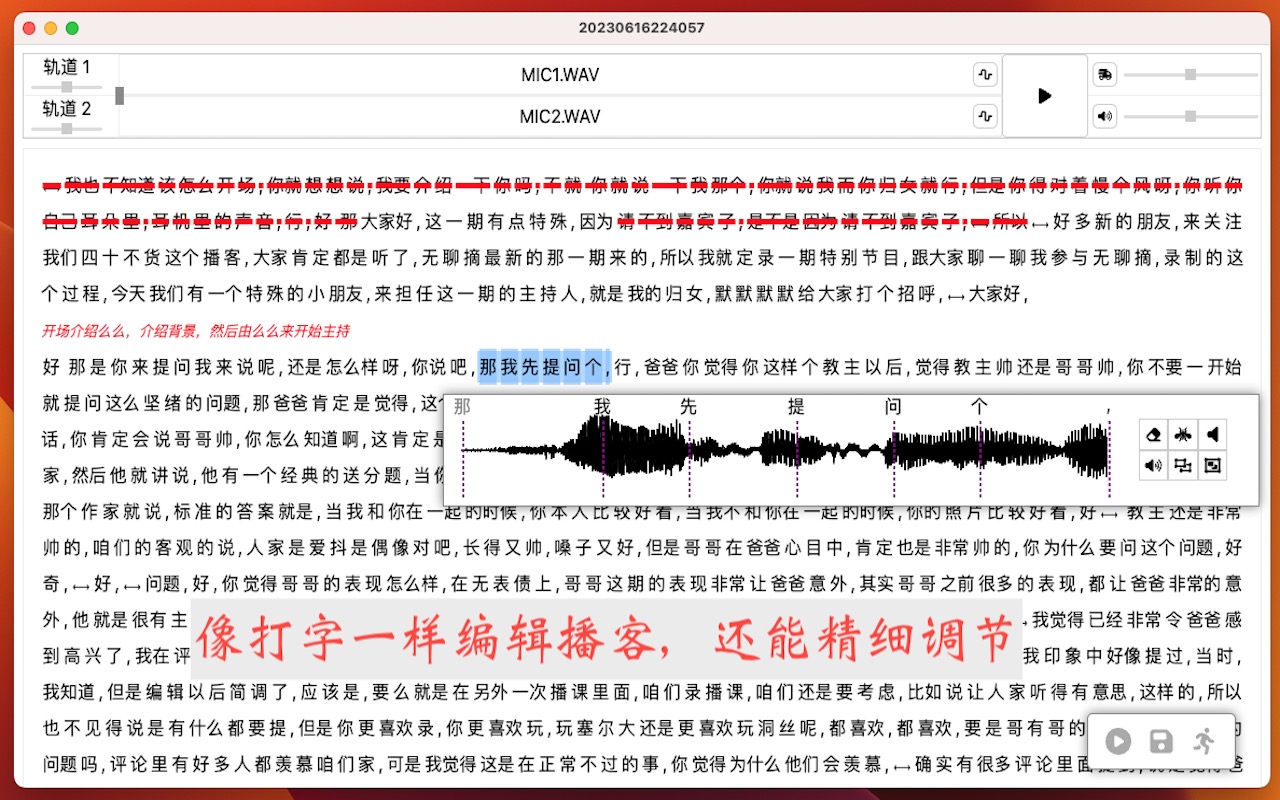 20230616224057
轨道 1
MIC1.WAV
轨道 2
MIC2.WAV
我也不知道该怎么开场,你就想想说,我要介绍一下你吗,不就你就说一下我那个,你就说我而你归女就行,但是你得对着慢个风呀,你听你
自己耳朵里,耳机里的声音,行,好 那大家好,这一期有点特殊,因为请不到嘉宾了,是不是因为请不到嘉宾了,一所以⌴好多新的朋友,来关注
我们四十不货这个播客,大家肯定都是听了,无聊摘最新的那一期来的,所以我就定录一期特别节目,跟大家聊一聊我参与无聊摘,录制的这
个过程,今天我们有一个特殊的小朋友,来担任这一期的主持人,就是我的归女,默默默默给大家打个招呼,⌴大家好,
开场介绍么么，介绍背景，然后由么么来开始主持
好 那是你来提问我来说呢,还是怎么样呀,你说吧,那我先提问个,行,爸爸你觉得你这样个教主以后,觉得教主帅还是哥哥帅,你不要一开始
就提问这么坚绪的问题,那爸爸肯定是觉得,这
那 我 先 提 问 个 ,
话,你肯定会说哥哥帅,你怎么知道啊,这肯定是
家,然后他就讲说,他有一个经典的送分题,当你
那个作家就说,标准的答案就是,当我和你在一起的时候,你本人比较好看,当我不和你在一起的时候,你的照片比较好看,好⌴教主还是非常
帅的,咱们的客观的说,人家是爱抖是偶像对吧,长得又帅,嗓子又好,但是哥哥在爸爸心目中,肯定也是非常帅的,你为什么要问这个问题,好
奇,⌴好,⌴问题,好,你觉得哥哥的表现怎么样,在无表债上,哥哥这期的表现非常让爸爸意外,其实哥哥之前很多的表现,都让爸爸非常的意
外,他就是很有主
我觉得已经非常令爸爸感
像打字一样编辑播客，还能精细调节
到高兴了,我在评
我印象中好像提过,当时,
我知道,但是编辑以后简调了,应该是,要么就是在另外一次播课里面,咱们录播课,咱们还是要考虑,比如说让人家听得有意思,这样的,所以
也不见得说是有什么都要提,但是你更喜欢录,你更喜欢玩,玩塞尔大还是更喜欢玩洞丝呢,都喜欢,都喜欢,要是哥有哥的
问题吗,评论里有好多人都羡慕咱们家,可是我觉得这是在正常不过的事,你觉得为什么他们会羡慕,⌴确实有很多评论里面